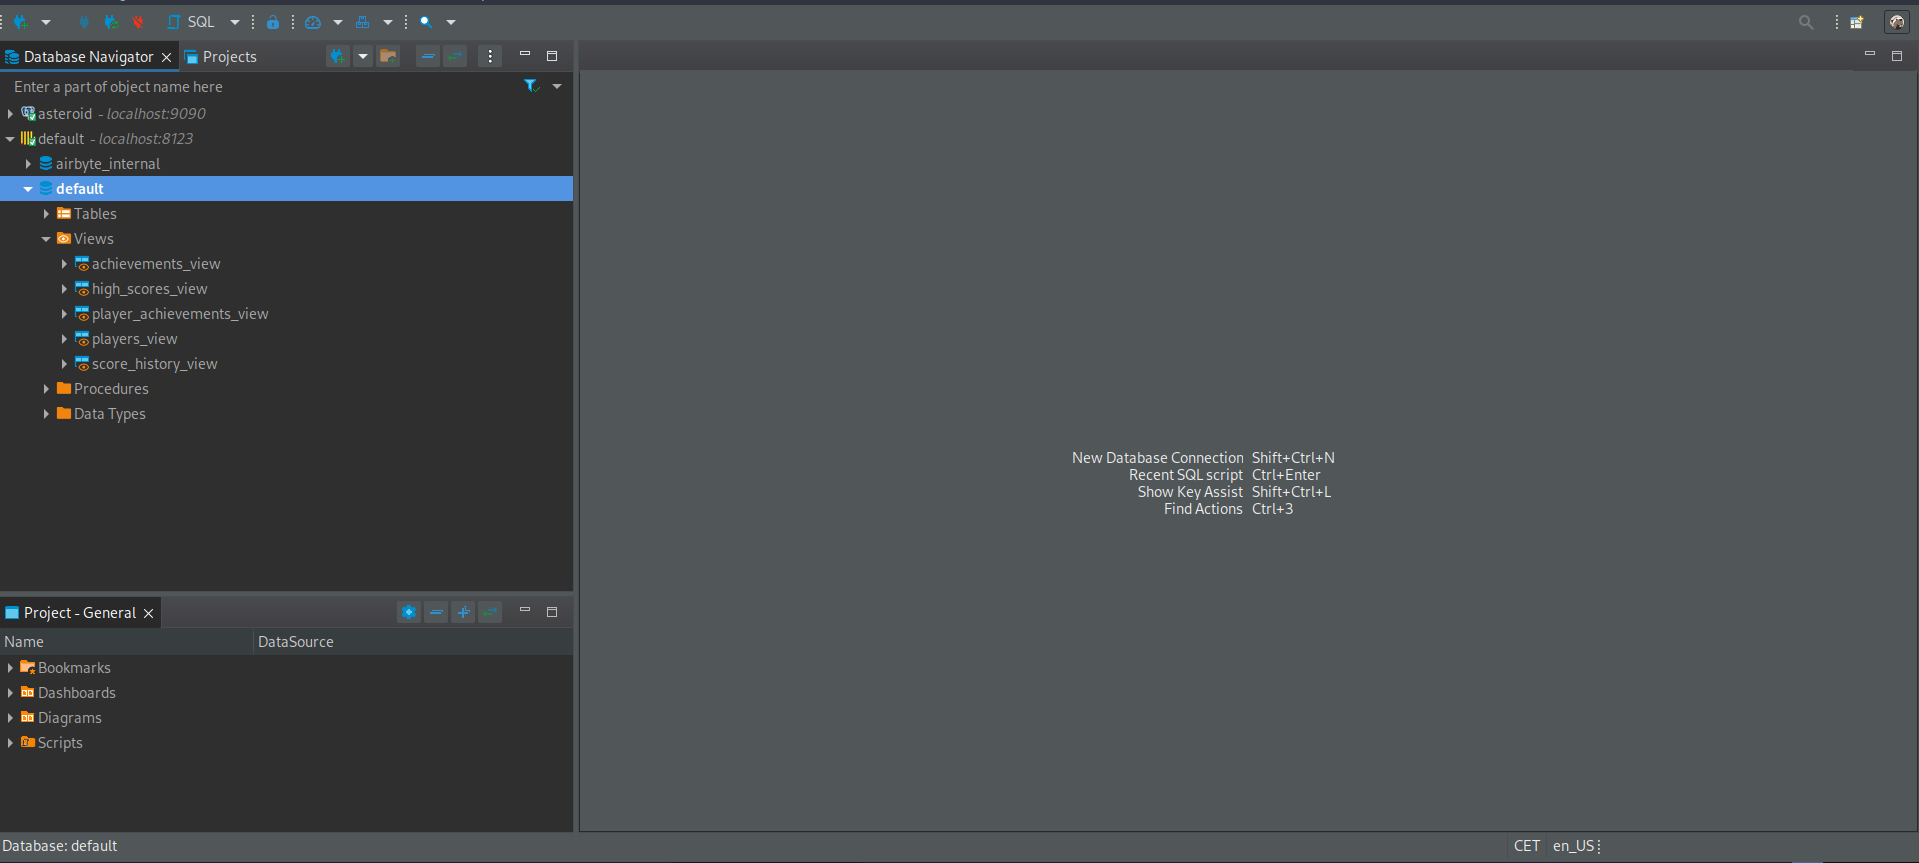 SQL
Database Navigator
Projects
Enter a part of object name here
asteroid - localhost:9090
default - localhost:8123
airbyte_internal
default
Tables
Views
achievements_view
high_scores_view
player_achievements_view
players_view
score_history_view
Procedures
Data Types
New Database Connection Shift+Ctrl+N
Recent SQL script Ctrl+Enter
Show Key Assist Shift+Ctrl+L
Find Actions Ctrl+3
Project - General
Name DataSource
Bookmarks
Dashboards
Diagrams
Scripts
Database: default
CET en_US